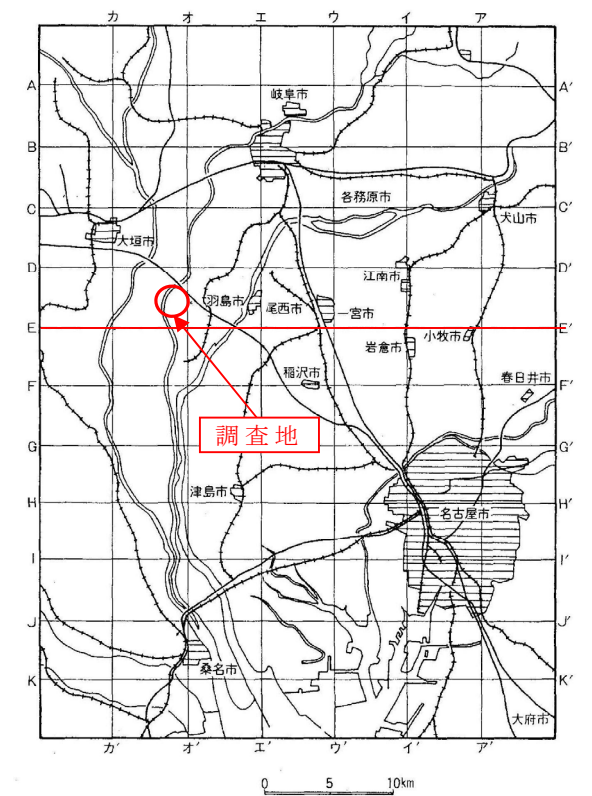 カ オ エ ウ イ ア
A A′
岐阜市
B B′
各務原市
C C′
犬山市
大垣市
D D′
江南市
羽島市 尾西市 一宮市
E E′
小牧市
岩倉市
稲沢市 春日井市
F F′
調査地
G G′
津島市
H H′
名古屋市
I I′
J J′
桑名市
K K′
大府市
カ′ オ′ エ′ ウ′ イ′ ア′
0 5 10km